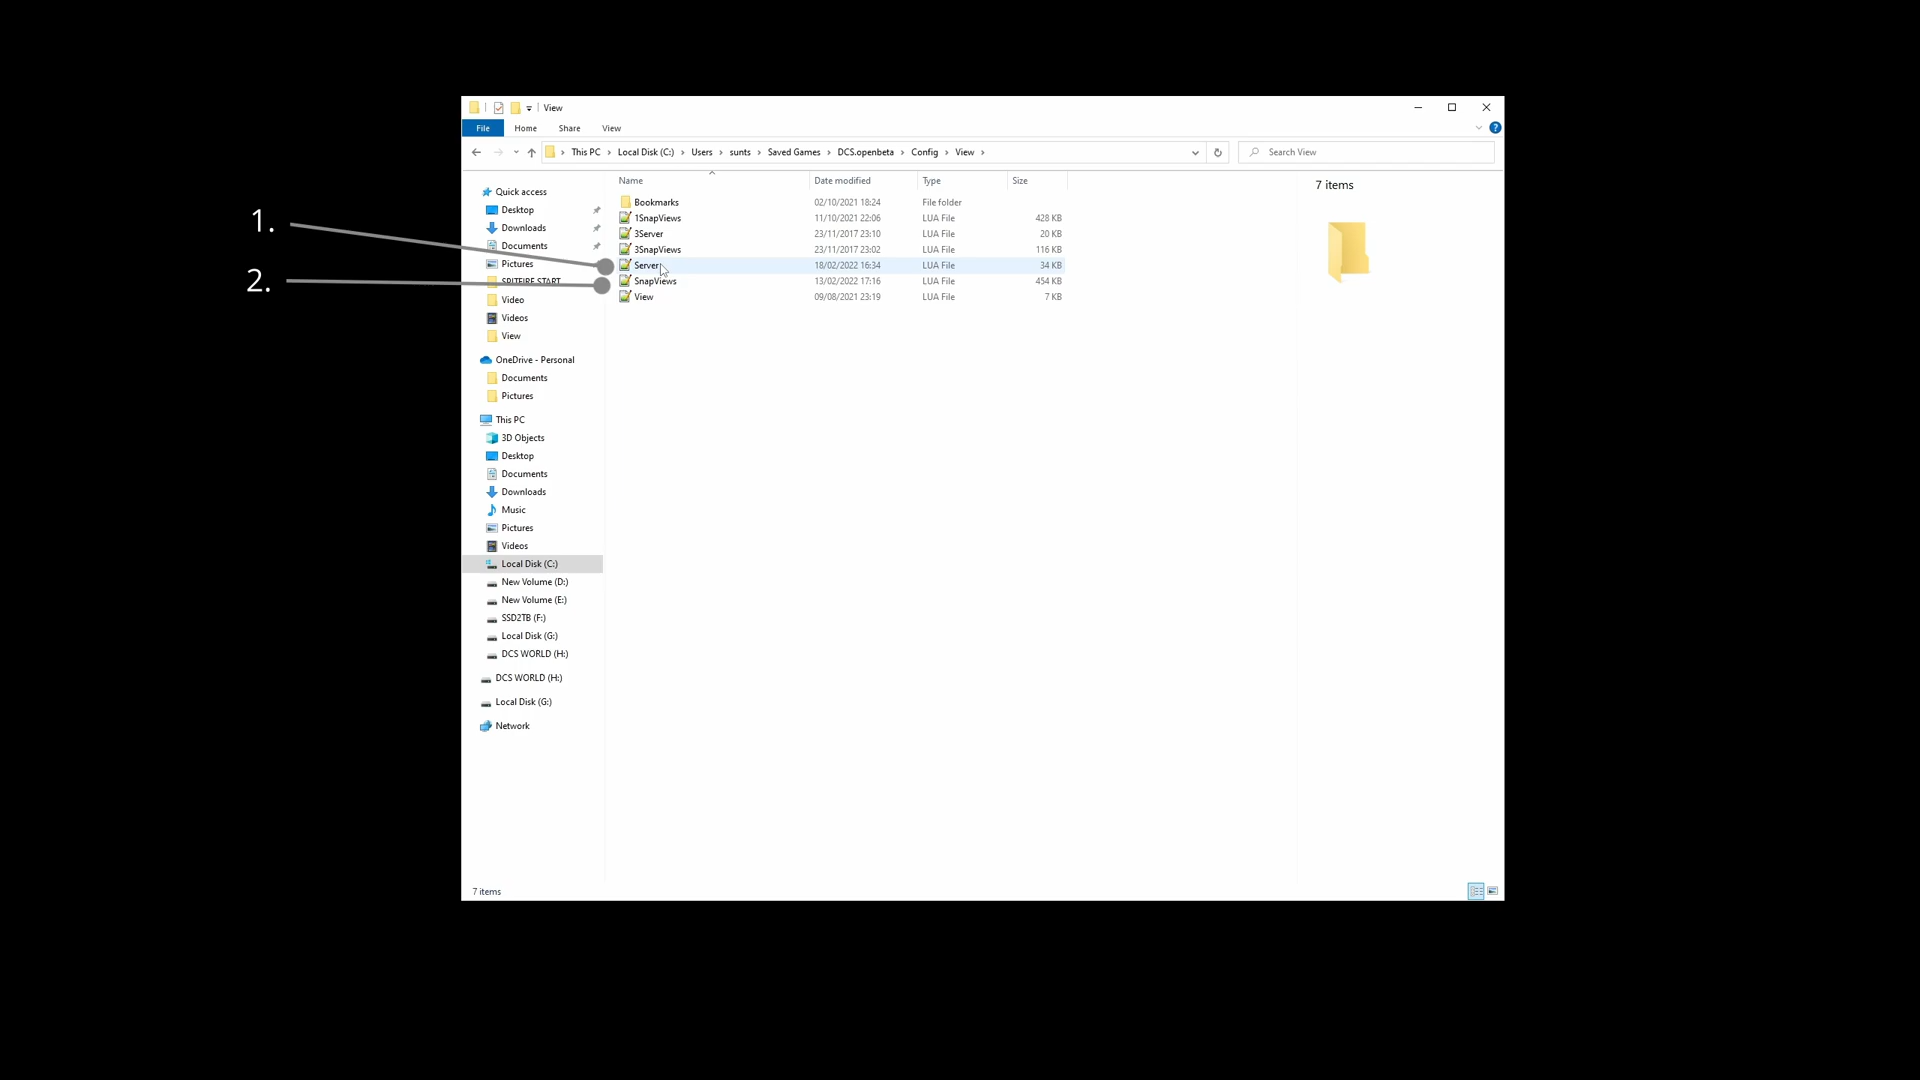 View
File Home Share View
This PC > Local Disk (C:) > Users > sunts > Saved Games > DCS.openbeta > Config > View >
Search View
1.
2.
Quick access
Desktop
Downloads
Documents
Pictures
SPITFIRE START
Video
Videos
View
OneDrive - Personal
Documents
Pictures
This PC
3D Objects
Desktop
Documents
Downloads
Music
Pictures
Videos
Local Disk (C:)
New Volume (D:)
New Volume (E:)
SSD2TB (F:)
Local Disk (G:)
DCS WORLD (H:)
DCS WORLD (H:)
Local Disk (G:)
Network
Name Date modified Type Size
Bookmarks 02/10/2021 18:24 File folder
1SnapViews 11/10/2021 22:06 LUA File 428 KB
3Server 23/11/2017 23:10 LUA File 20 KB
3SnapViews 23/11/2017 23:02 LUA File 116 KB
Server 18/02/2022 16:34 LUA File 34 KB
SnapViews 13/02/2022 17:16 LUA File 454 KB
View 09/08/2021 23:19 LUA File 7 KB
7 items
7 items